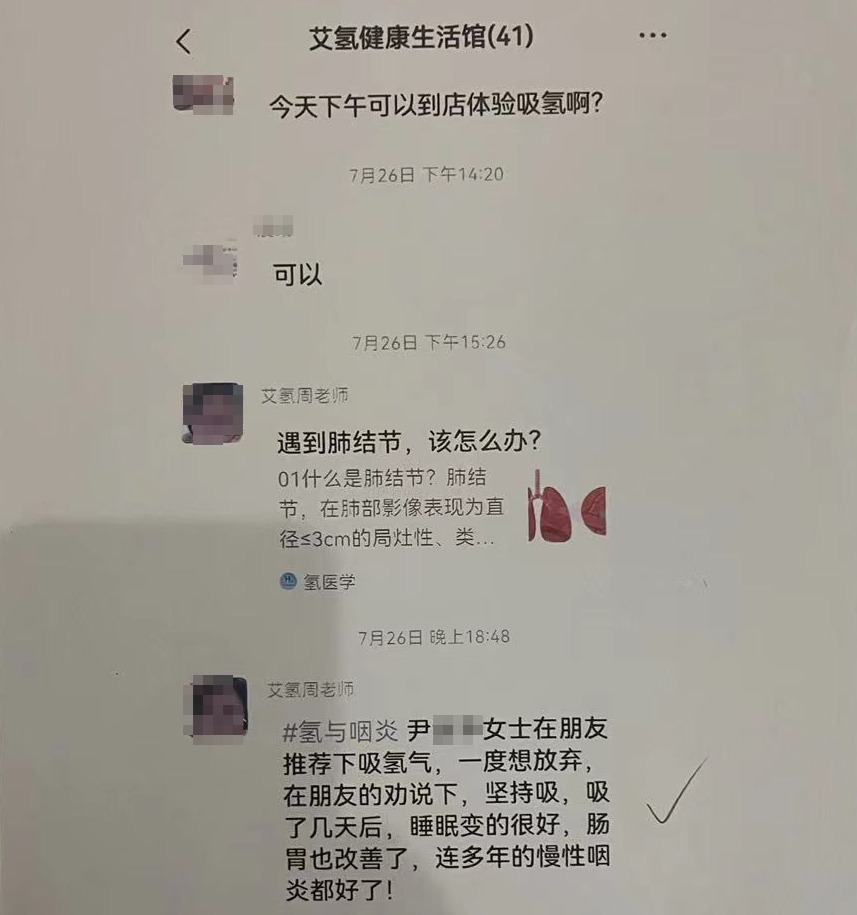 艾氢健康生活馆(41)
今天下午可以到店体验吸氢啊?
7月26日 下午14:20
可以
7月26日 下午15:26
艾氢周老师
遇到肺结节，该怎么办?
01什么是肺结节？肺结
节，在肺部影像表现为直
径≤3cm的局灶性、类...
氢医学
7月26日 晚上18:48
艾氢周老师
#氢与咽炎 尹女士在朋友
推荐下吸氢气，一度想放弃，
在朋友的劝说下，坚持吸，吸
了几天后，睡眠变的很好，肠
胃也改善了，连多年的慢性咽
炎都好了！